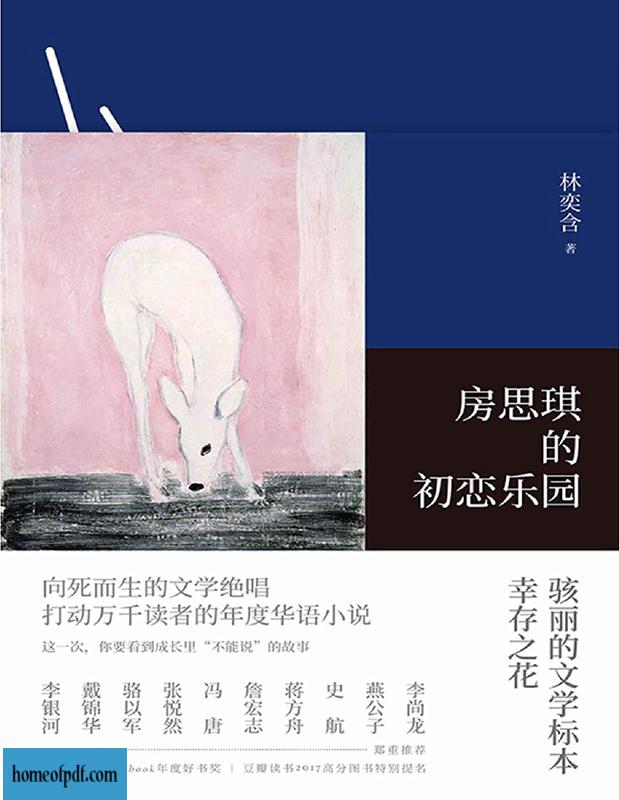 林奕含
著
房思琪
的
初恋乐园
骇丽的文学标本
幸存之花
向死而生的文学绝唱
打动万千读者的年度华语小说
这一次，你要看到成长里“不能说”的故事
李银河
戴锦华
骆以军
张悦然
冯唐
詹宏志
蒋方舟
史航
燕公子
李尚龙
郑重推荐
book年度好书奖 | 豆瓣读书2017高分图书特别提名
homeofpdf.com